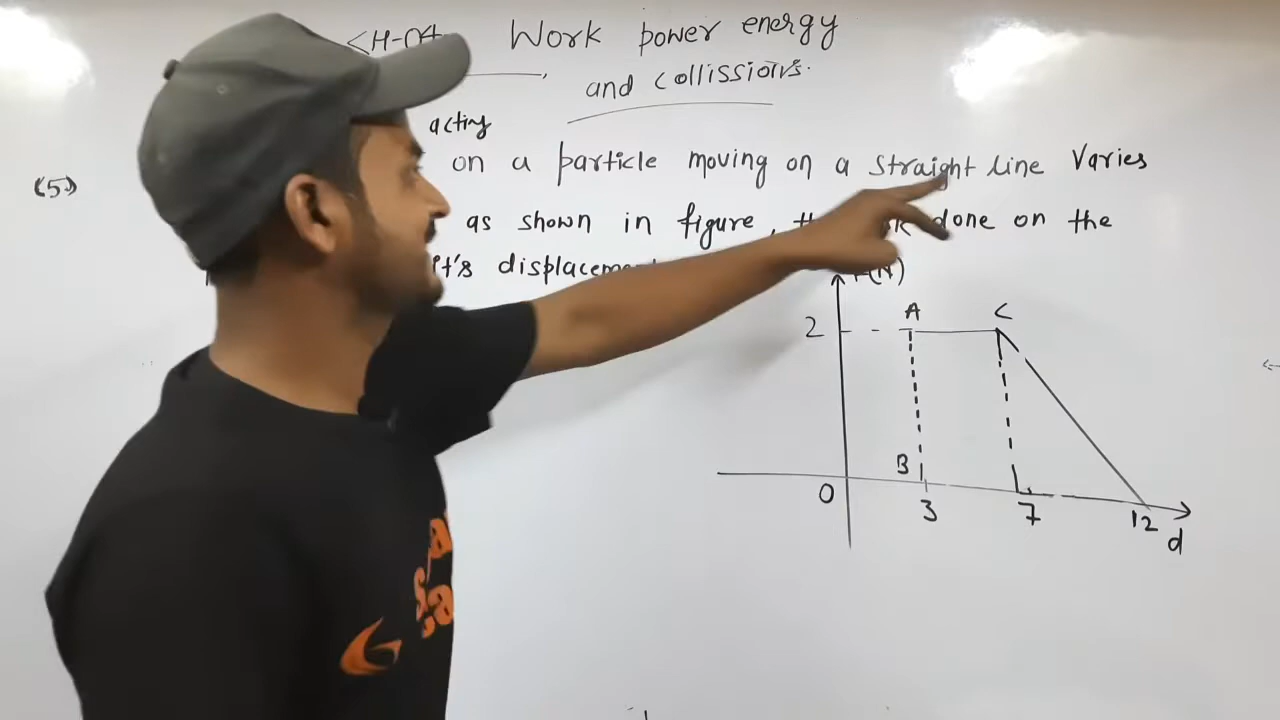 CH-04 Work power energy
and Collissions.
acting
(5) on a particle moving on a straight line varies
as shown in figure, done on the
it's displacement
F(N)
A C
2
B
0 3 7 12
d